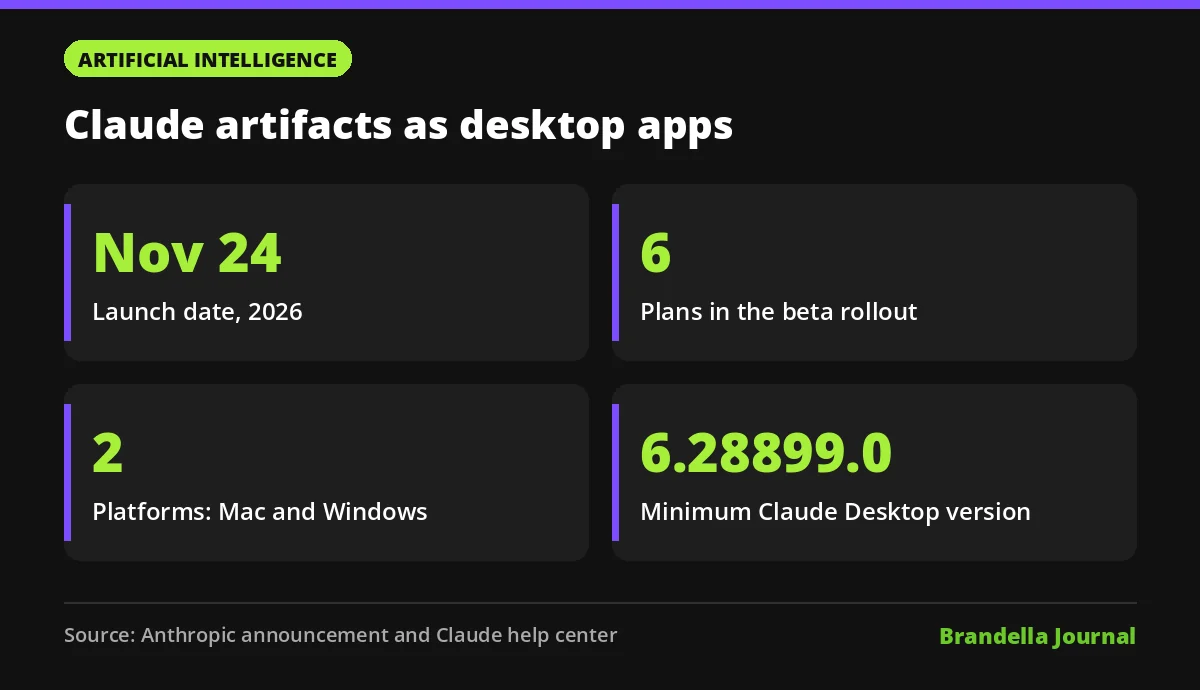 ARTIFICIAL INTELLIGENCE
Claude artifacts as desktop apps
Nov 24
Launch date, 2026
6
Plans in the beta rollout
2
Platforms: Mac and Windows
6.28899.0
Minimum Claude Desktop version
Source: Anthropic announcement and Claude help center
Brandella Journal